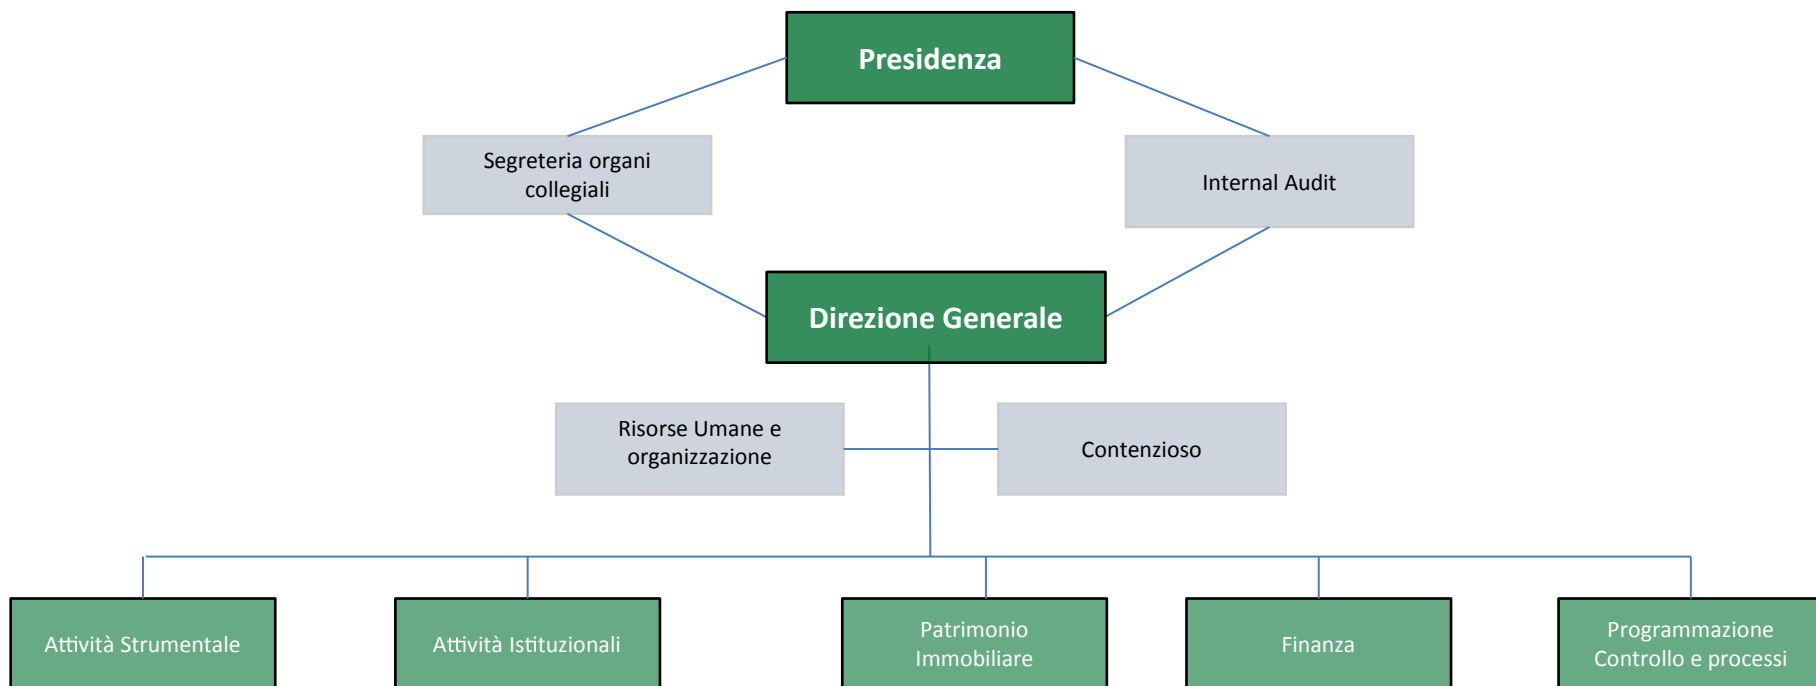 Presidenza
Segreteria organi
collegiali
Internal Audit
Direzione Generale
Risorse Umane e
organizzazione
Contenzioso
Attività Strumentale
Attività Istituzionali
Patrimonio
Immobiliare
Finanza
Programmazione
Controllo e processi